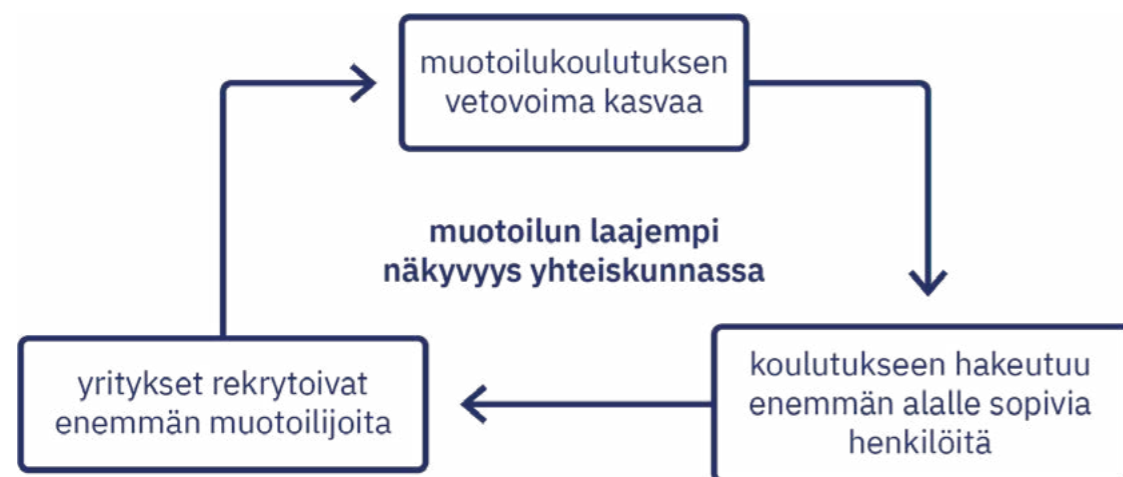 muotoilukoulutuksen
vetovoima kasvaa
muotoilun laajempi
näkyvyys yhteiskunnassa
yritykset rekrytoivat
enemmän muotoilijoita
koulutukseen hakeutuu
enemmän alalle sopivia
henkilöitä